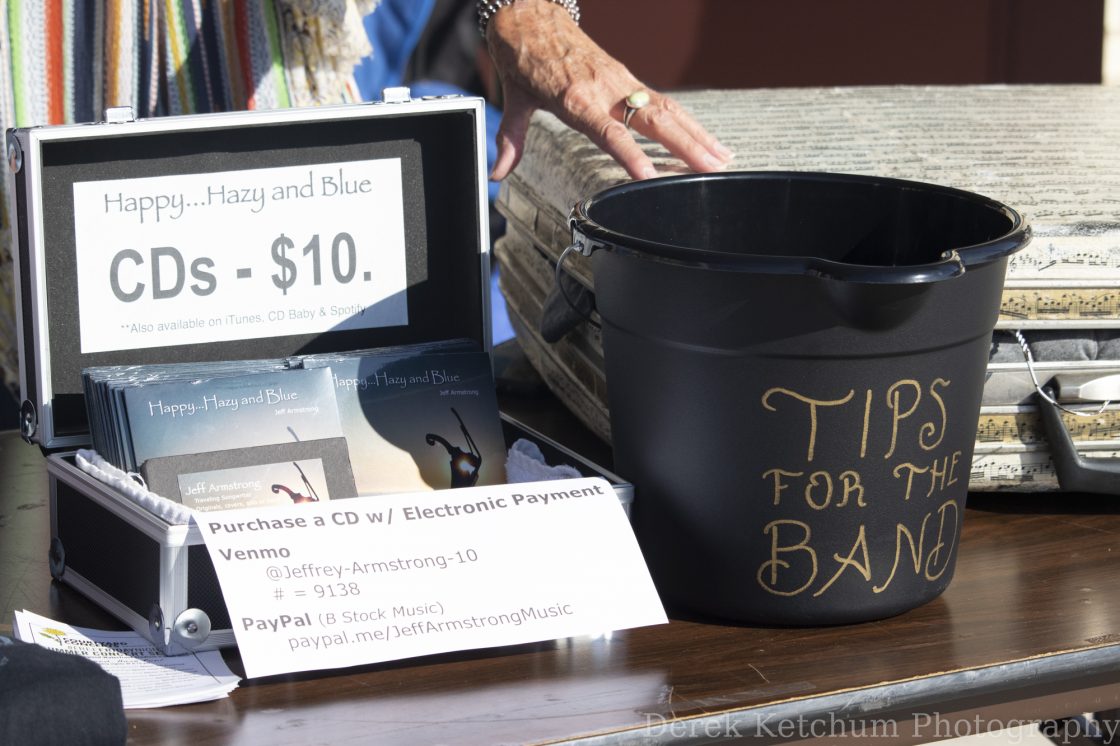 Happy...Hazy and Blue
CDs - $10.
**Also available on iTunes, CD Baby & Spotify
Happy...Hazy and Blue
Jeff Armstrong
Happy...Hazy and Blue
Jeff Armstrong
Jeff Armstrong
Traveling Songwriter
Originals, covers,
Purchase a CD w/ Electronic Payment
Venmo
@Jeffrey-Armstrong-10
# = 9138
PayPal (B Stock Music)
paypal.me/JeffArmstrongMusic
TIPS
FOR THE
BAND
Derek Ketchum Photography